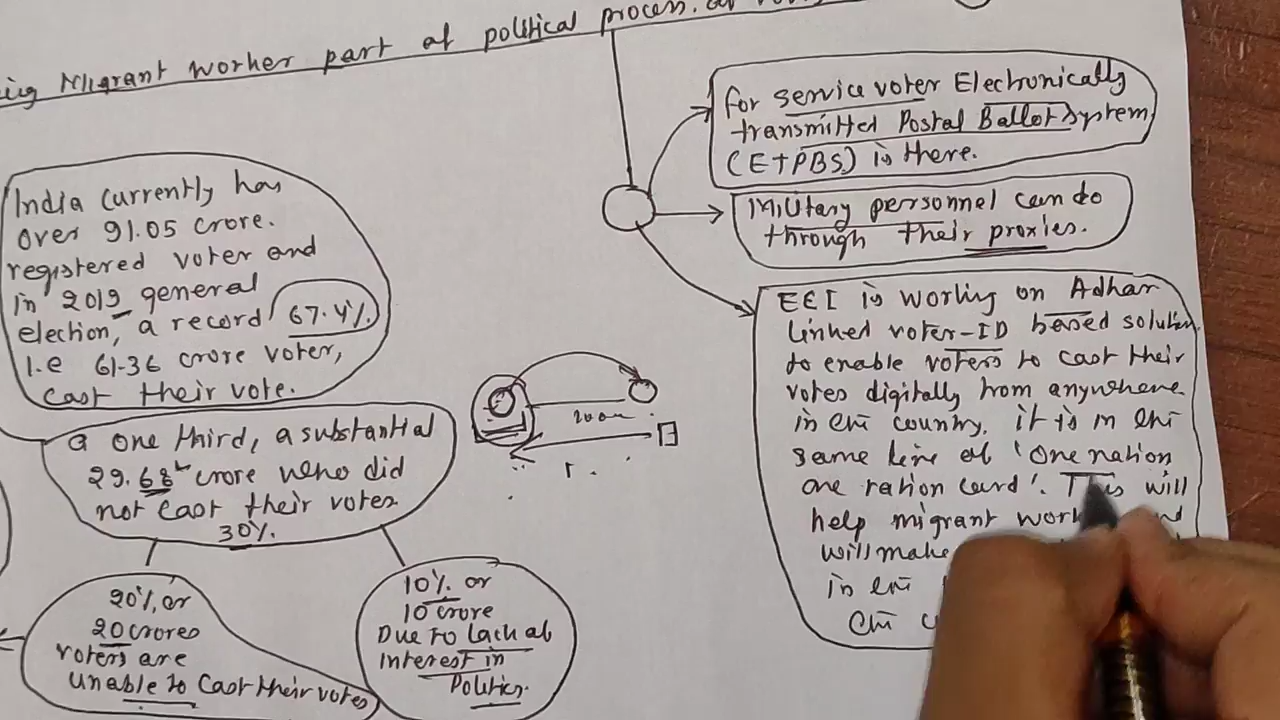 Migrant worker part of political process.
India currently has
over 91.05 crore.
registered voter and
in 2019 general
election, a record 67.4%.
I.e 61.36 crore voter,
cast their vote.
a one third, a substantial
29.68 crore who did
not cast their votes
30%.
20% or
20 crores
voters are
unable to cast their votes
10% or
10 crore
Due to lack of
Interest in
Politics.
200m
for service voter Electronically
transmitted Postal Ballot System
(ETPBS) is there.
Military personnel can do
through their proxies.
EEI is working on Adhar
linked voter-ID based solution
to enable voters to cast their
votes digitally from anywhere
in the country. it is in the
same line of 'One nation
one ration card'. This will
help migrant
will make
in the
the